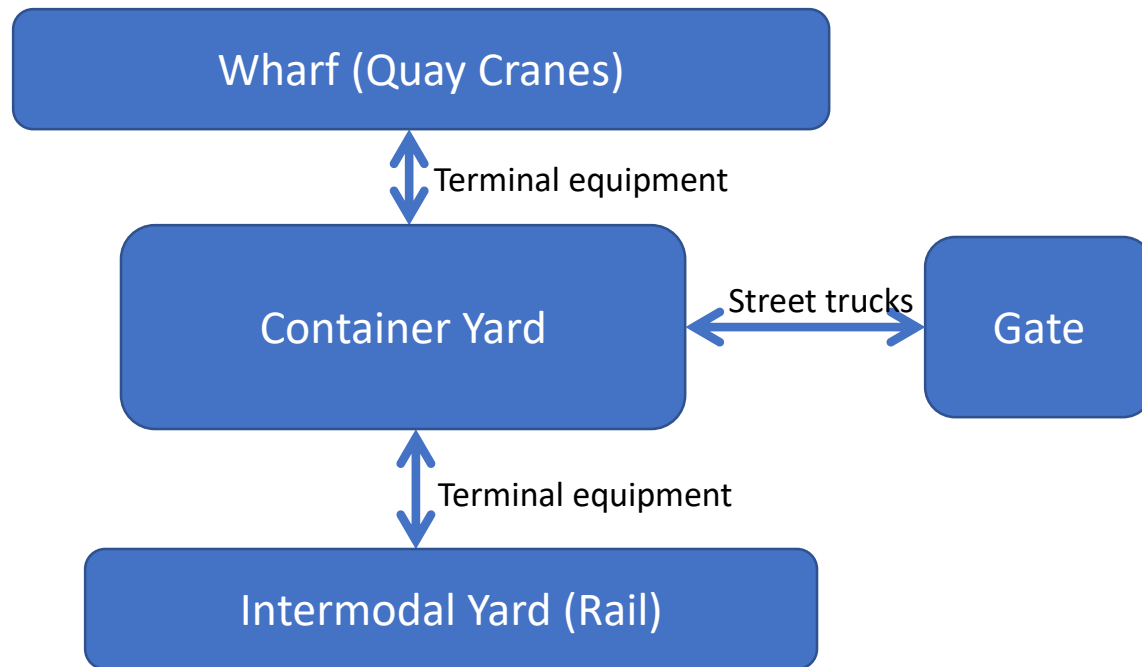 Wharf (Quay Cranes)
Terminal equipment
Container Yard
Street trucks
Gate
Terminal equipment
Intermodal Yard (Rail)